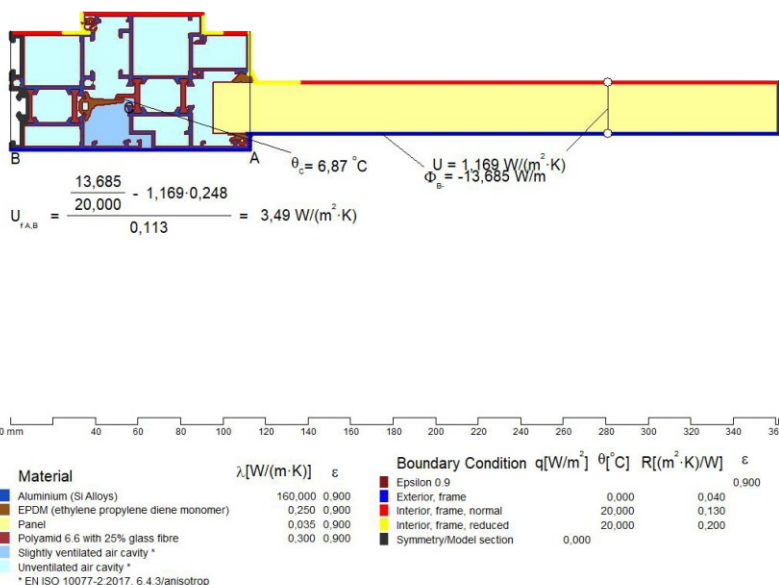 B
A
θC = 6,87 °C
U = 1,169 W/(m²·K)
ΦB- = -13,685 W/m
13,685
20,000
- 1,169·0,248
U f A,B = = 3,49 W/(m²·K)
0,113
0 mm 40 60 80 100 120 140 160 180 200 220 240 260 280 300 320 340
Material λ[W/(m·K)] ε
Aluminium (Si Alloys) 160,000 0,900
EPDM (ethylene propylene diene monomer) 0,250 0,900
Panel 0,035 0,900
Polyamid 6.6 with 25% glass fibre 0,300 0,900
Slightly ventilated air cavity *
Unventilated air cavity *
* EN ISO 10077-2:2017, 6.4.3/anisotrop
Boundary Condition q[W/m²] θ[°C] R[(m²·K)/W] ε
Epsilon 0.9 0,900
Exterior, frame 0,000 0,040
Interior, frame, normal 20,000 0,130
Interior, frame, reduced 20,000 0,200
Symmetry/Model section 0,000